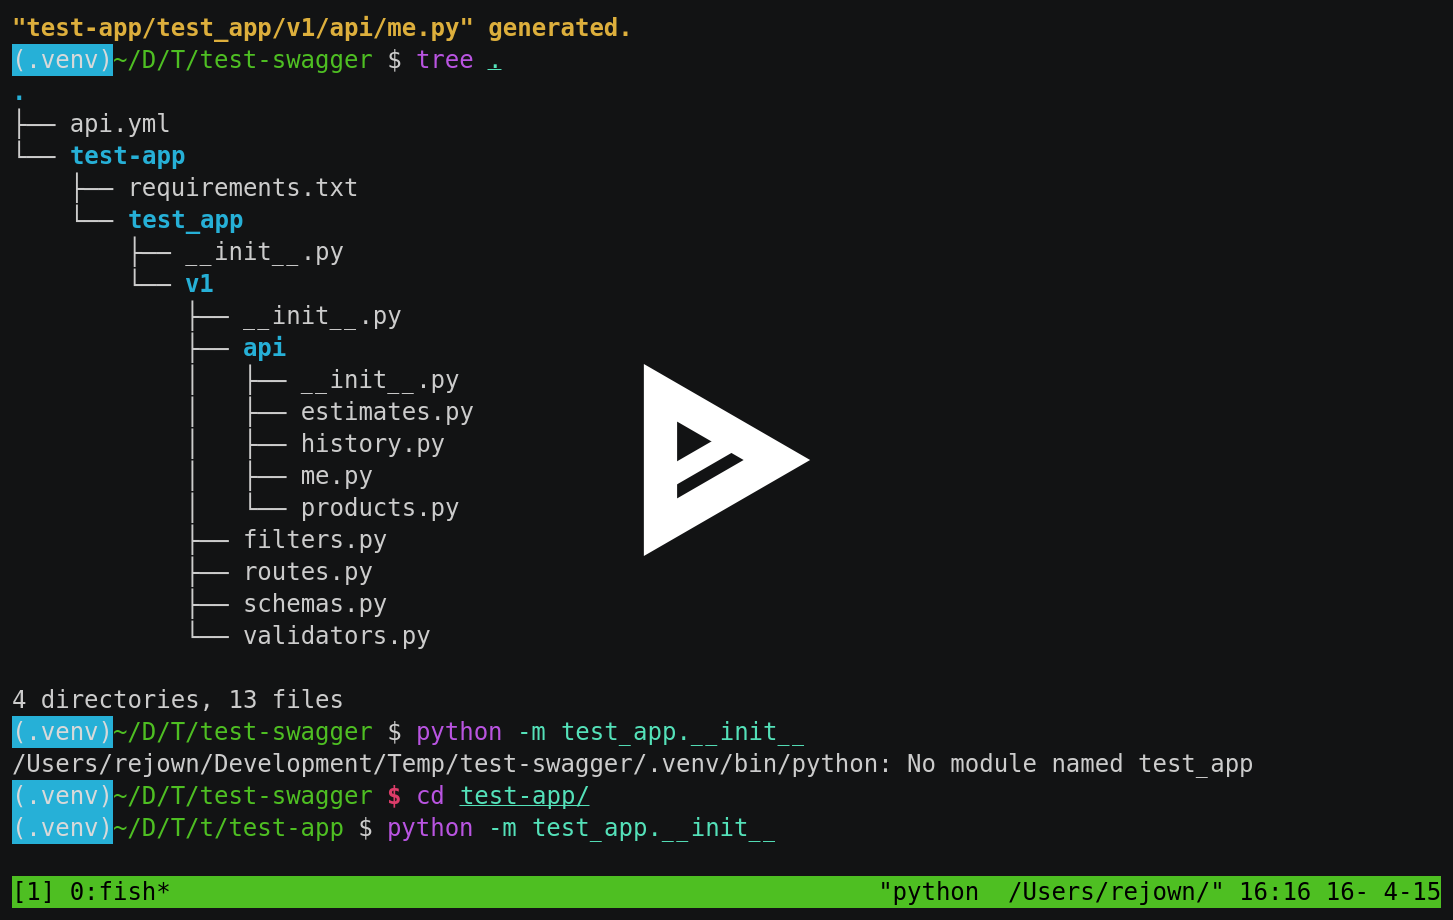 "test-app/test_app/v1/api/me.py" generated.
(.venv)~/D/T/test-swagger $ tree .
.
├── api.yml
└── test-app
    ├── requirements.txt
    └── test_app
        ├── __init__.py
        └── v1
            ├── __init__.py
            ├── api
            │   ├── __init__.py
            │   ├── estimates.py
            │   ├── history.py
            │   ├── me.py
            │   └── products.py
            ├── filters.py
            ├── routes.py
            ├── schemas.py
            └── validators.py
4 directories, 13 files
(.venv)~/D/T/test-swagger $ python -m test_app.__init__
/Users/rejown/Development/Temp/test-swagger/.venv/bin/python: No module named test_app
(.venv)~/D/T/test-swagger $ cd test-app/
(.venv)~/D/T/t/test-app $ python -m test_app.__init__
[1] 0:fish* "python  /Users/rejown/" 16:16 16- 4-15